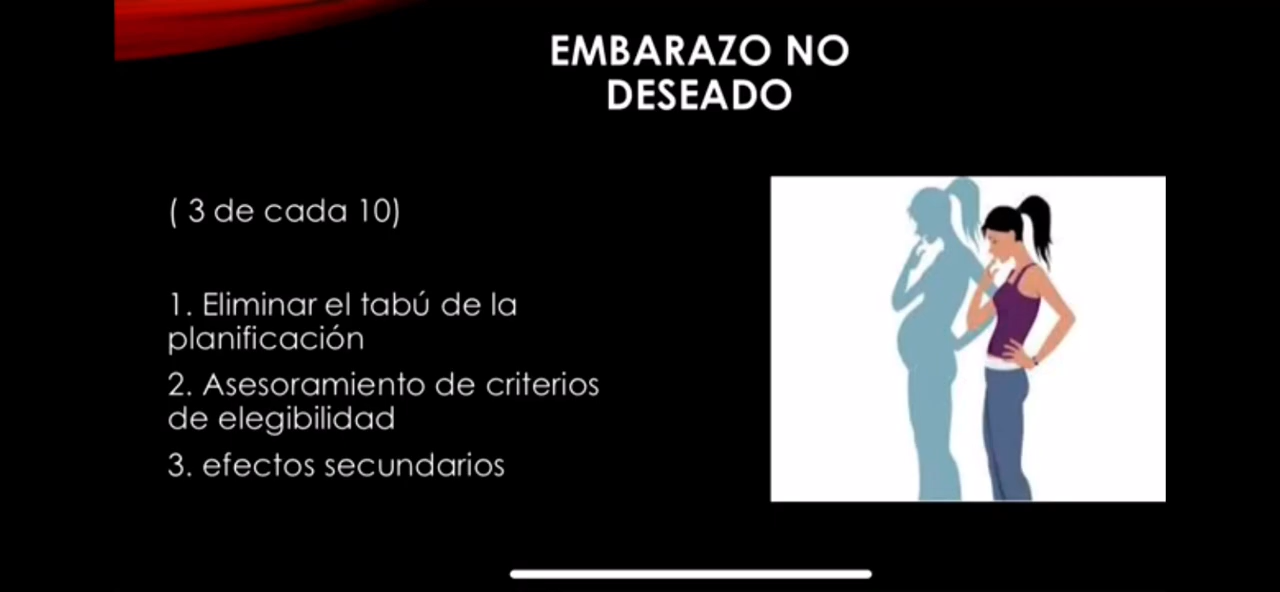 EMBARAZO NO
DESEADO
( 3 de cada 10)
1. Eliminar el tabú de la
planificación
2. Asesoramiento de criterios
de elegibilidad
3. efectos secundarios